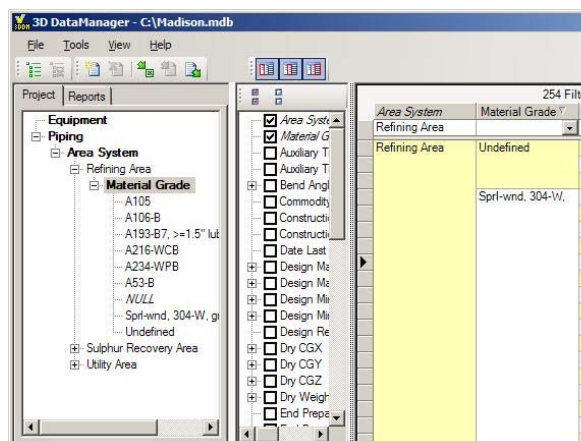 3D DataManager - C:\Madison.mdb
File Tools View Help
Project Reports
Equipment
Piping
Area System
Refining Area
Material Grade
A105
A106-B
A193-B7, >=1.5" lub
A216-WCB
A234-WPB
A53-B
NULL
Sprl-wnd, 304-W, g
Undefined
Sulphur Recovery Area
Utility Area
Area Syste
Material G
Auxiliary T
Auxiliary T
Bend Angl
Commodity
Constructi
Constructi
Date Last
Design Ma
Design Ma
Design Mi
Design Mi
Design Re
Dry CGX
Dry CGY
Dry CGZ
Dry Weigh
End Prepa
254 Filt
Area System Material Grade
Refining Area
Refining Area Undefined
Sprl-wnd, 304-W,